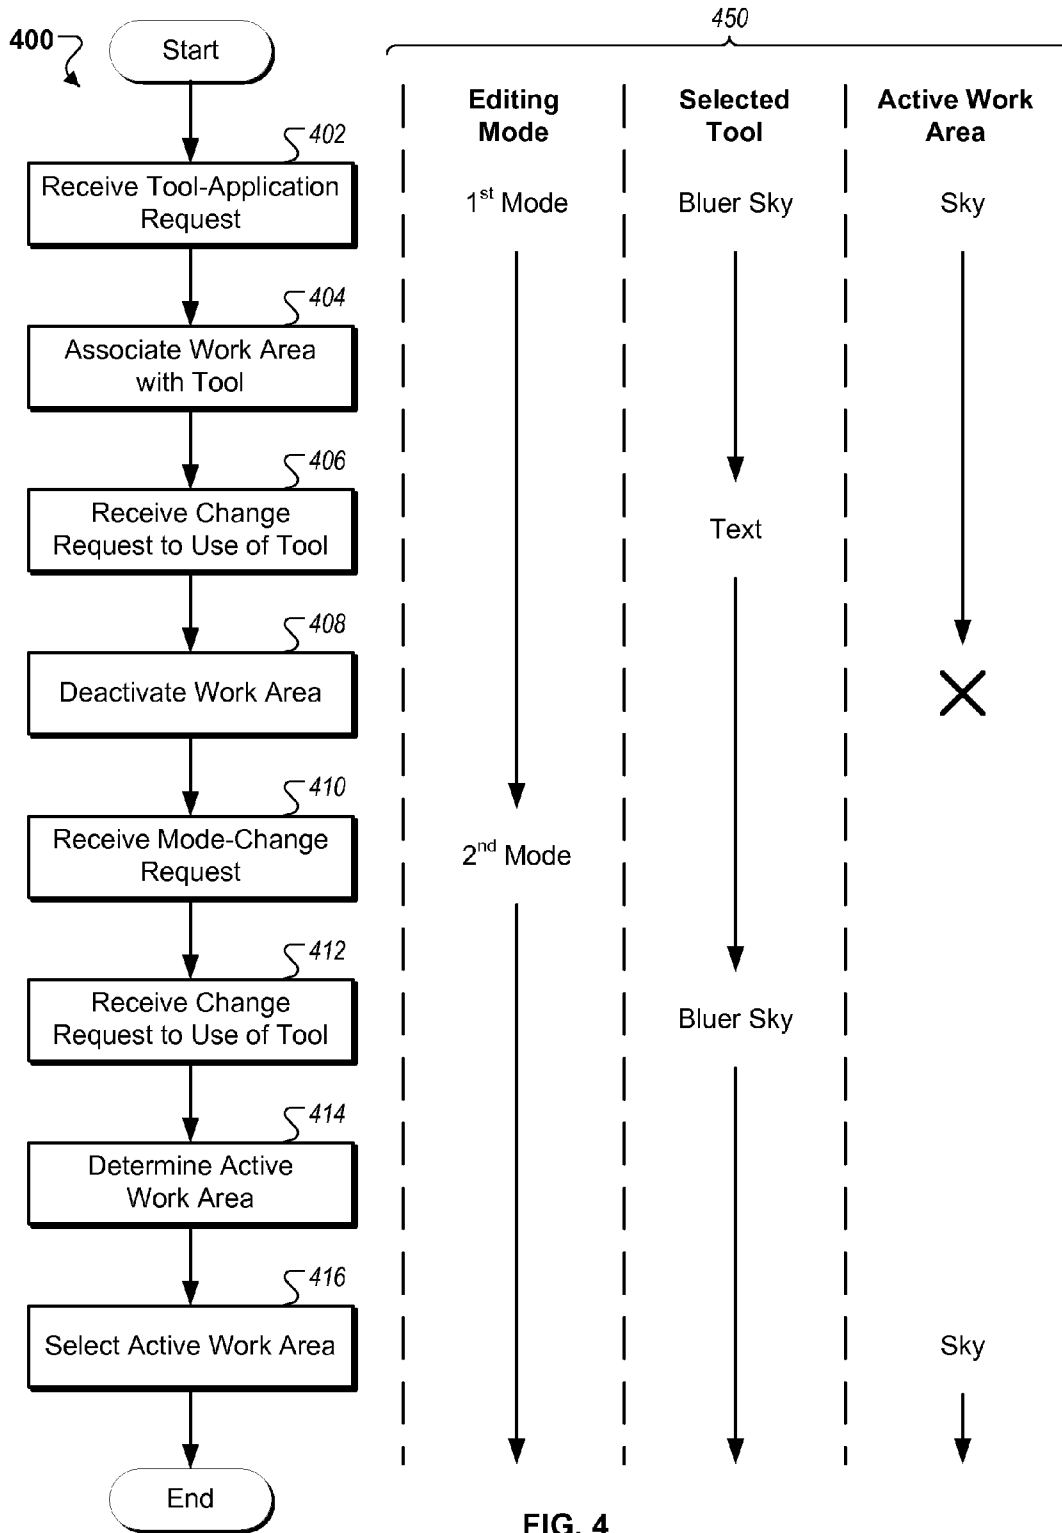 450
400
Start
Editing
Mode
Selected
Tool
Active Work
Area
402
Receive Tool-Application
Request
1st Mode
Bluer Sky
Sky
404
Associate Work Area
with Tool
406
Receive Change
Request to Use of Tool
Text
408
Deactivate Work Area
410
Receive Mode-Change
Request
2nd Mode
412
Receive Change
Request to Use of Tool
Bluer Sky
414
Determine Active
Work Area
416
Select Active Work Area
Sky
End
FIG. 4